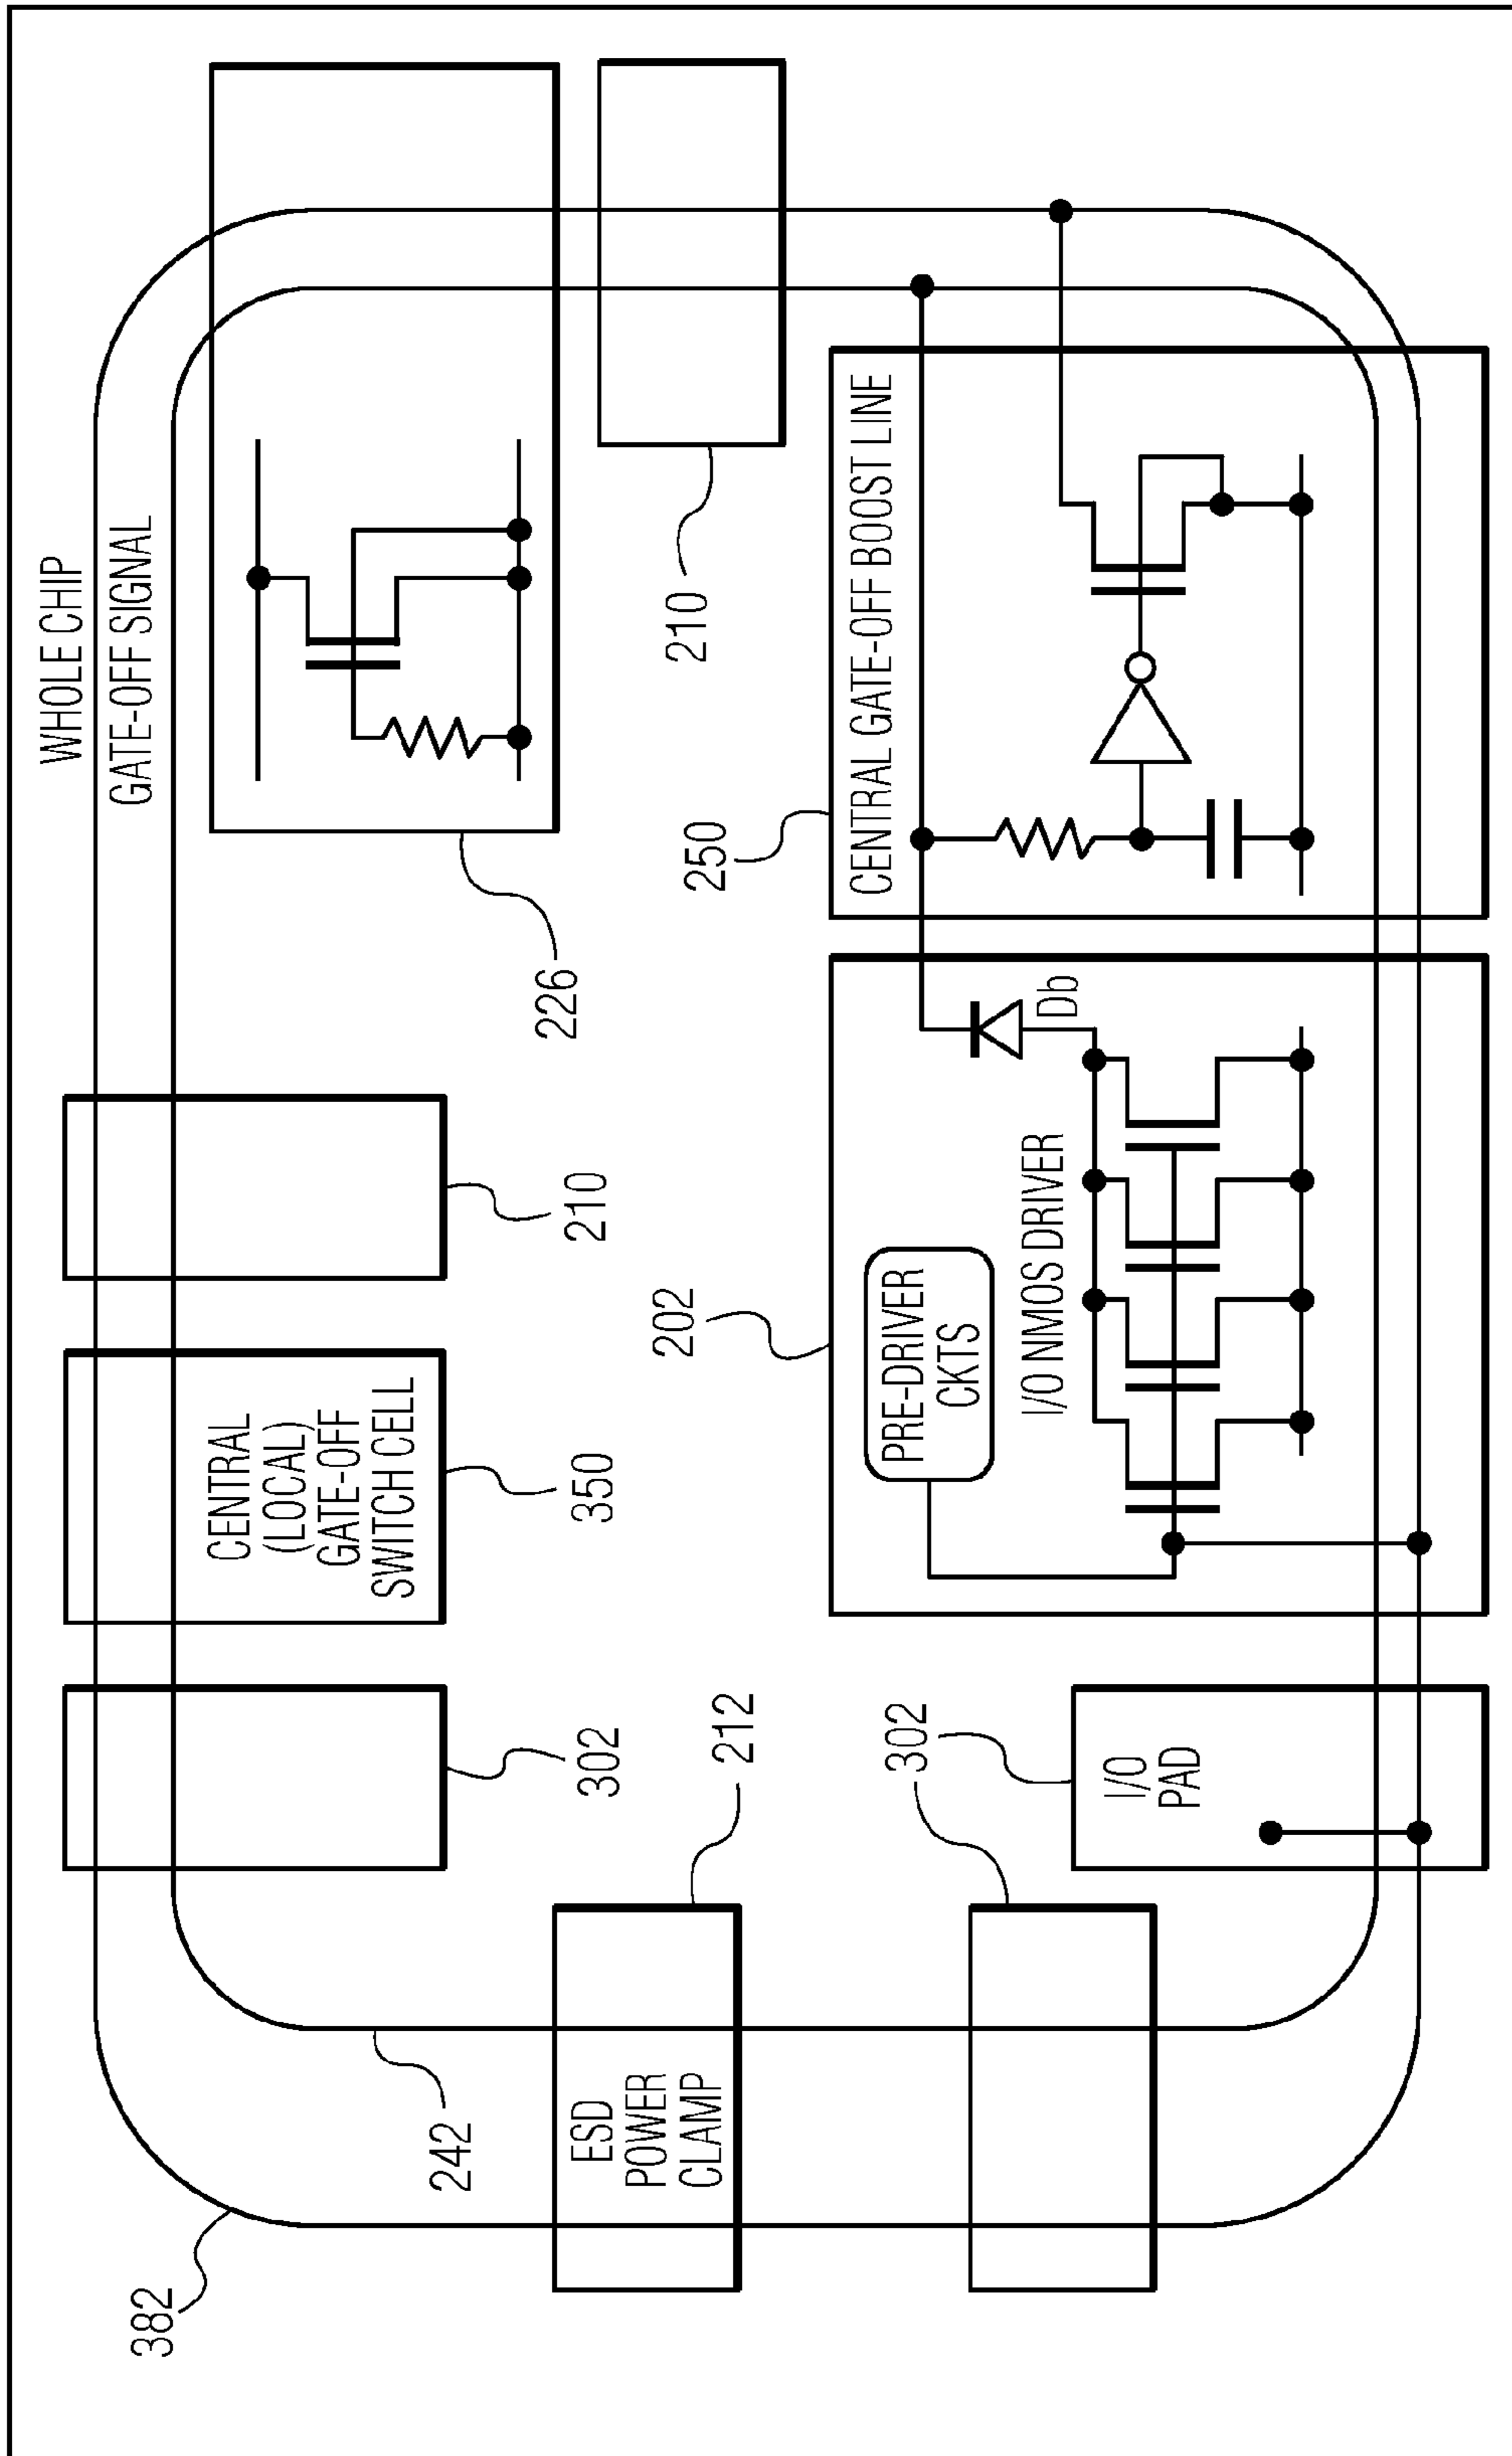 382
242
WHOLE CHIP
GATE-OFF SIGNAL
302
CENTRAL
(LOCAL)
GATE-OFF
SWITCH CELL
350
210
226
210
ESD
POWER
CLAMP
212
302
302
I/O
PAD
202
PRE-DRIVER
CKTS
I/O NMOS DRIVER
Db
250
CENTRAL GATE-OFF BOOST LINE